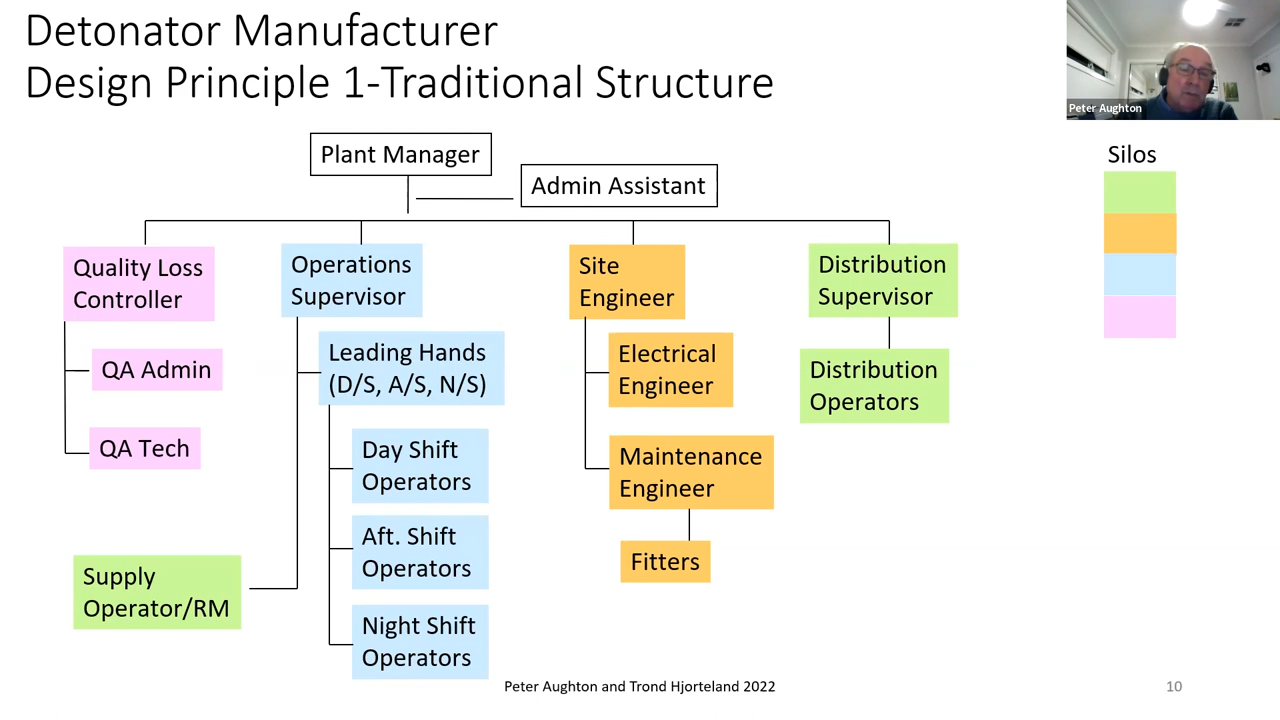 Detonator Manufacturer
Design Principle 1-Traditional Structure
Peter Aughton
Plant Manager
Admin Assistant
Silos
Quality Loss
Controller
QA Admin
QA Tech
Operations
Supervisor
Leading Hands
(D/S, A/S, N/S)
Day Shift
Operators
Aft. Shift
Operators
Night Shift
Operators
Supply
Operator/RM
Site
Engineer
Electrical
Engineer
Maintenance
Engineer
Fitters
Distribution
Supervisor
Distribution
Operators
Peter Aughton and Trond Hjorteland 2022
10